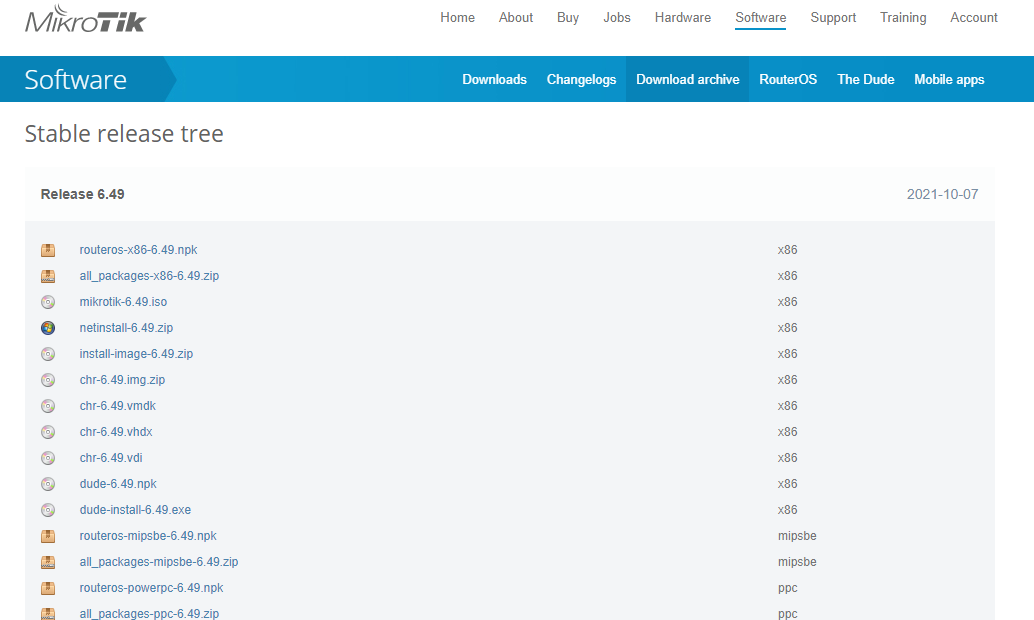 MikroTik
Home About Buy Jobs Hardware Software Support Training Account
Software
Downloads Changelogs Download archive RouterOS The Dude Mobile apps
Stable release tree
Release 6.49 2021-10-07
routeros-x86-6.49.npk x86
all_packages-x86-6.49.zip x86
mikrotik-6.49.iso x86
netinstall-6.49.zip x86
install-image-6.49.zip x86
chr-6.49.img.zip x86
chr-6.49.vmdk x86
chr-6.49.vhdx x86
chr-6.49.vdi x86
dude-6.49.npk x86
dude-install-6.49.exe x86
routeros-mipsbe-6.49.npk mipsbe
all_packages-mipsbe-6.49.zip mipsbe
routeros-powerpc-6.49.npk ppc
all_packages-ppc-6.49.zip ppc